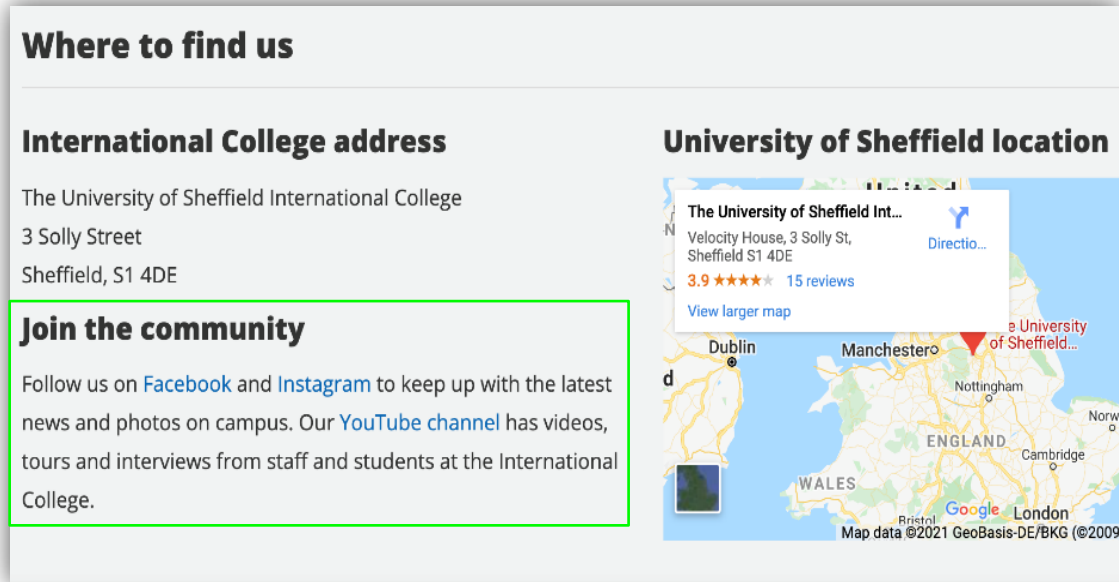 Where to find us
International College address
The University of Sheffield International College
3 Solly Street
Sheffield, S1 4DE
Join the community
Follow us on Facebook and Instagram to keep up with the latest
news and photos on campus. Our YouTube channel has videos,
tours and interviews from staff and students at the International
College.
University of Sheffield location
United
The University of Sheffield Int...
Velocity House, 3 Solly St,
Sheffield S1 4DE
Directio...
3.9 ★★★★★ 15 reviews
View larger map
e University
of Sheffield...
Dublin
Manchester
d
Nottingham
Norw
ENGLAND
Cambridge
WALES
Bristol
Google
London
Map data ©2021 GeoBasis-DE/BKG (©2009